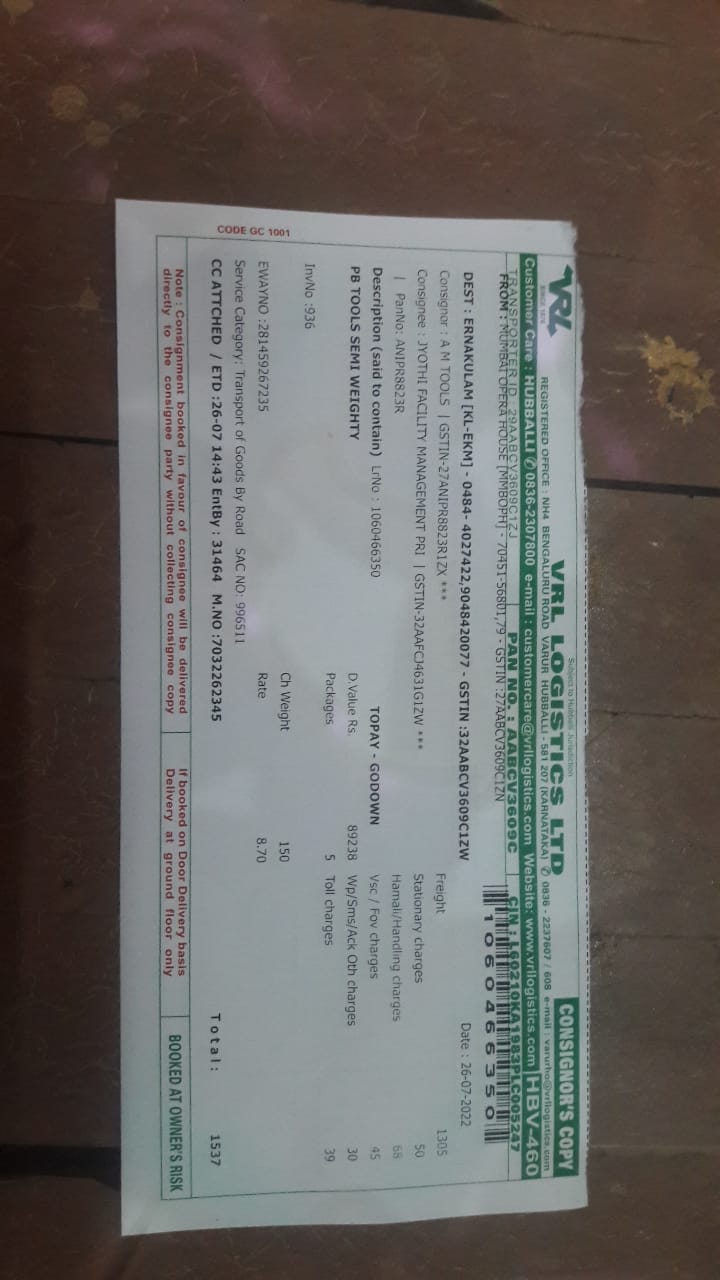 Subject to Hubballi Jurisdiction
VRL
SINCE 1976
VRL LOGISTICS LTD
CONSIGNOR'S COPY
REGISTERED OFFICE : NH4 BENGALURU ROAD VARUR HUBBALLI - 581 207 (KARNATAKA) ✆ 0836 - 2237607 / 608 e-mail : varurho@vrllogistics.com
Customer Care : HUBBALLI ✆ 0836-2307800 e-mail : customercare@vrllogistics.com Website: www.vrllogistics.com HBV-460
TRANSPORTER ID : 29AABCV3609C1ZJ PAN NO. : AABCV3609C CIN : L60210KA1983PLC005247
FROM : MUMBAI OPERA HOUSE [MMBOPH] - 70451-56801,79 - GSTIN :27AABCV3609C1ZN
1060466350
DEST : ERNAKULAM [KL-EKM] - 0484- 4027422,9048420077 - GSTIN :32AABCV3609C1ZW Date : 26-07-2022
Consignor : A M TOOLS | GSTIN-27ANIPR8823R1ZX *** Freight 1305
Consignee : JYOTHI FACILITY MANAGEMENT PRI | GSTIN-32AAFCJ4631G1ZW *** Stationary charges 50
| PanNo: ANIPR8823R Hamali/Handling charges 68
Description (said to contain) LrNo : 1060466350 TOPAY - GODOWN Vsc / Fov charges 45
PB TOOLS SEMI WEIGHTY D.Value Rs. 89238 Wp/Sms/Ack Oth charges 30
Packages 5 Toll charges 39
InvNo :936
Ch Weight 150
EWAYNO :281459267235 Rate 8.70
Service Category: Transport of Goods By Road SAC NO: 996511
CC ATTCHED / ETD :26-07 14:43 EntBy : 31464 M.NO :7032262345 Total: 1537
CODE GC 1001
Note : Consignment booked in favour of consignee will be delivered
directly to the consignee party without collecting consignee copy
If booked on Door Delivery basis
Delivery at ground floor only
BOOKED AT OWNER'S RISK